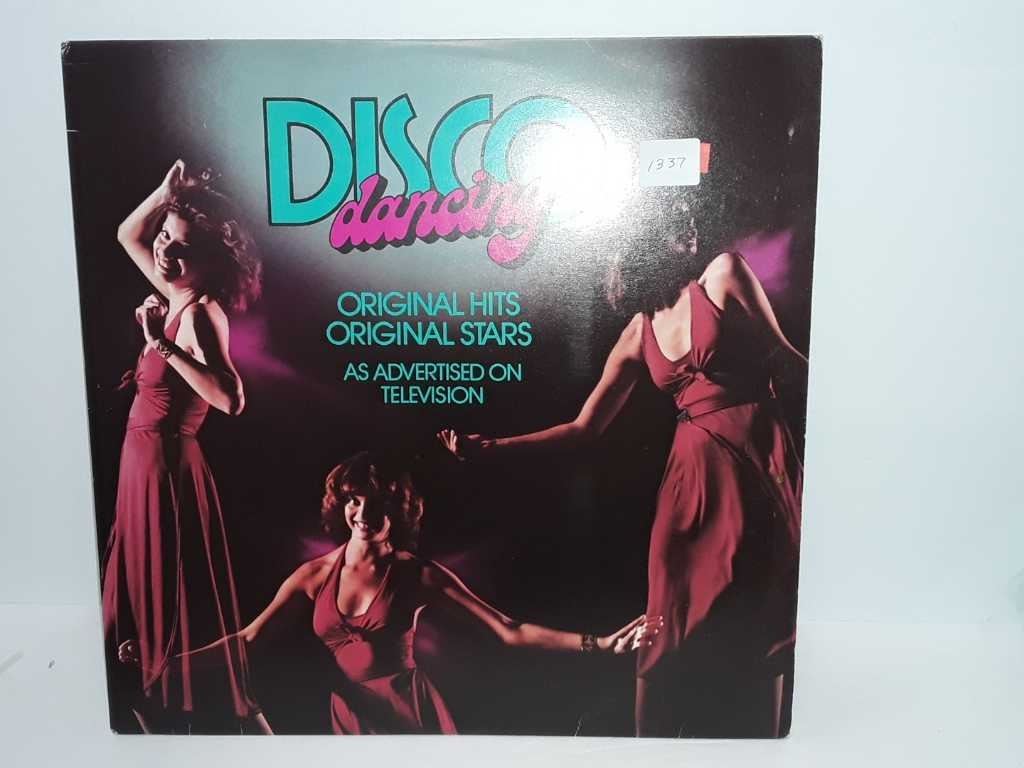 DISCO
dancing
1337
ORIGINAL HITS
ORIGINAL STARS
AS ADVERTISED ON
TELEVISION